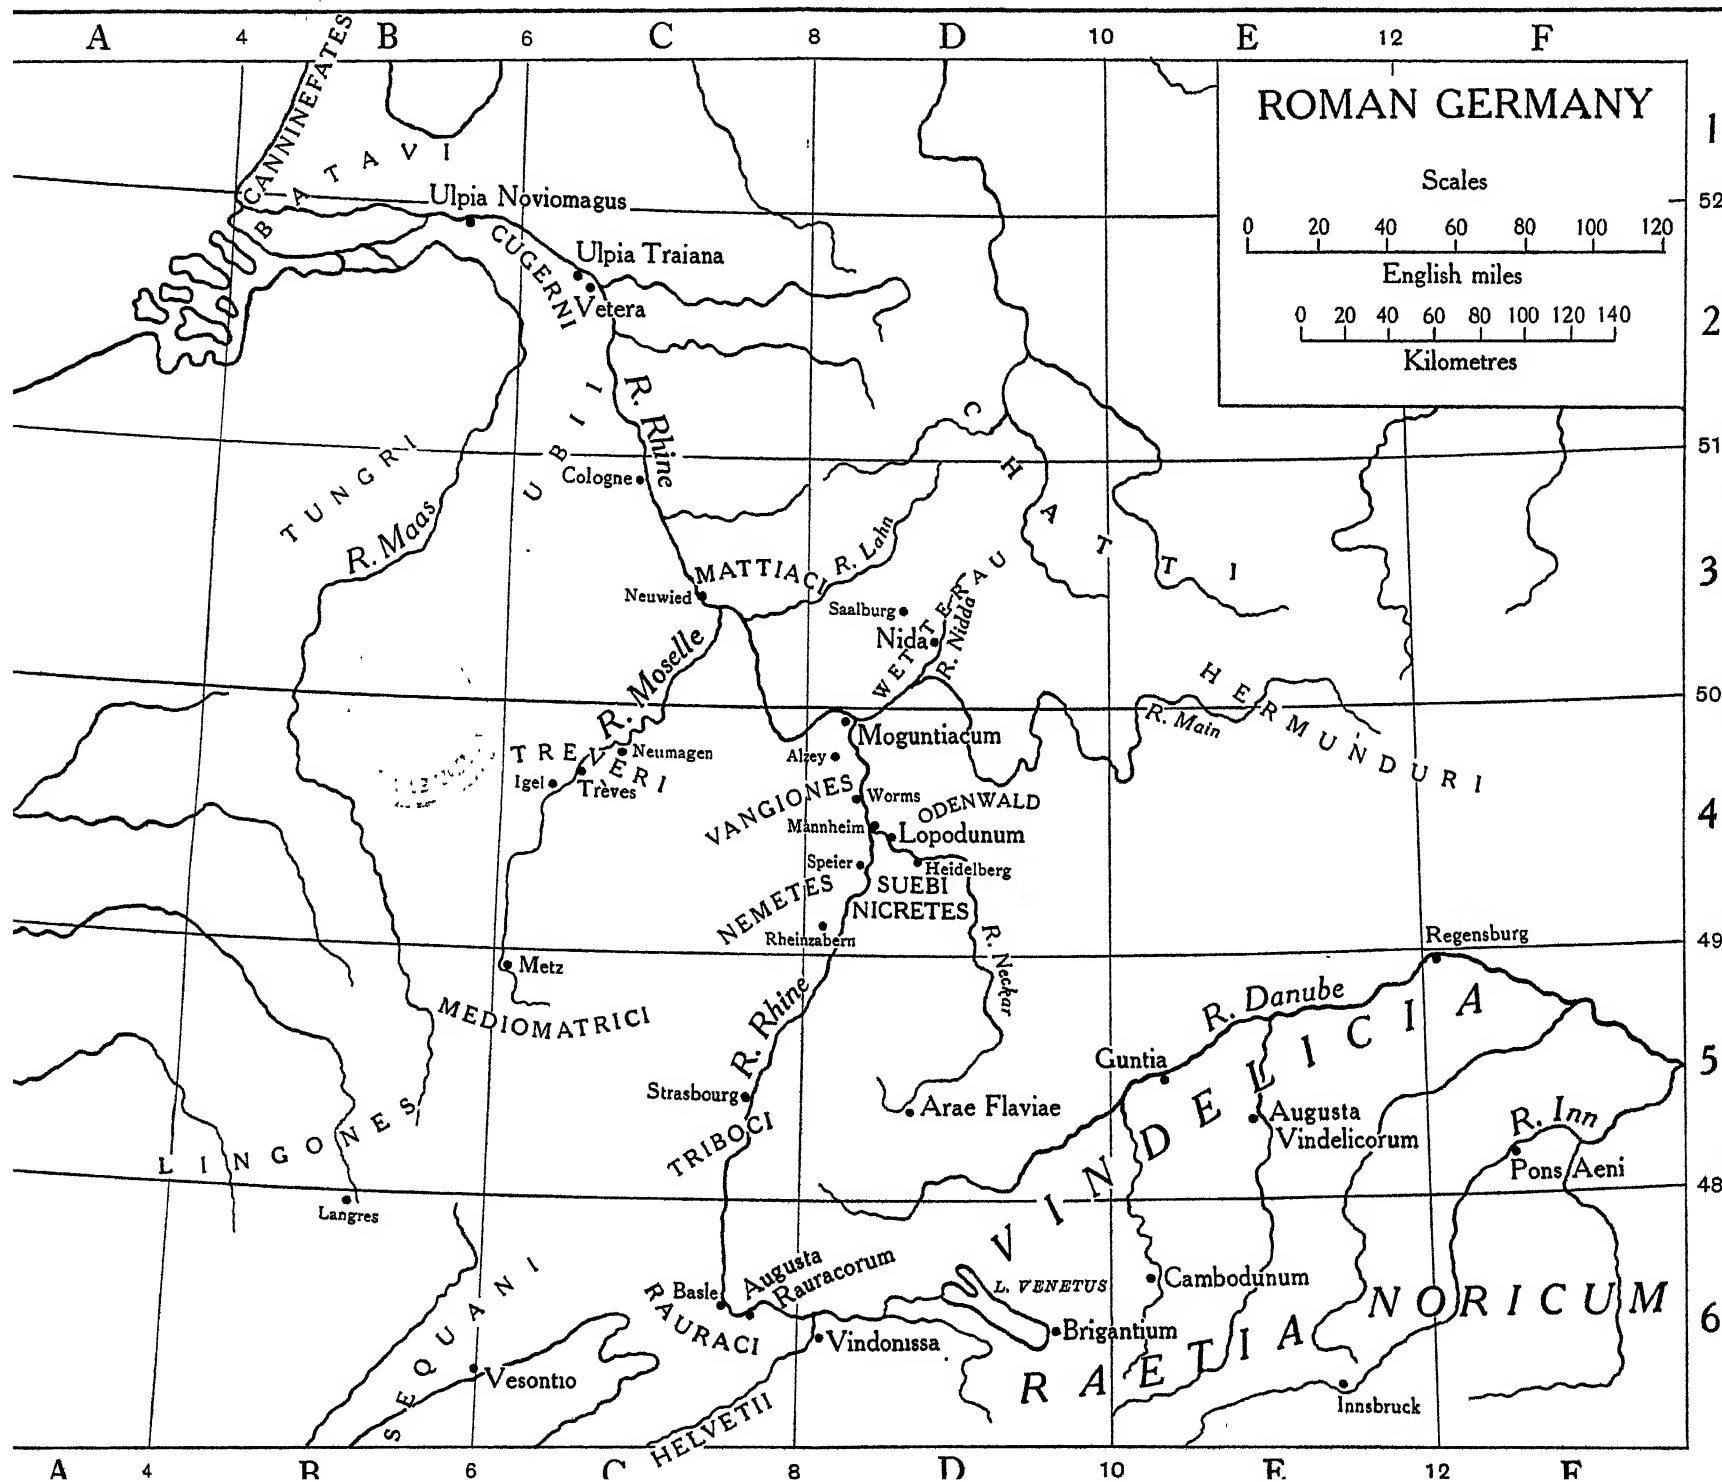 A 4 B 6 C 8 D 10 E 12 F
ROMAN GERMANY
Scales
0 20 40 60 80 100 120
English miles
0 20 40 60 80 100 120 140
Kilometres
1
52
2
51
3
50
4
49
5
48
6
CANNINEFATES
BATAVI
Ulpia Noviomagus
CUGERNI
Ulpia Traiana
Vetera
R. Rhine
UBII
TUNGRI
Cologne
R. Maas
CHATTI
MATTIACI
R. Lahn
Neuwied
Saalburg
Nida
WETTERAU
R. Nidda
R. Moselle
HERMUNDURI
R. Main
Moguntiacum
TREVERI
Neumagen
Alzey
Igel
Trèves
VANGIONES
Worms
ODENWALD
Mannheim
Lopodunum
Speier
Heidelberg
NEMETES
SUEBI
NICRETES
Rheinzabern
R. Neckar
Regensburg
Metz
MEDIOMATRICI
R. Rhine
R. Danube
VINDELICIA
Guntia
Strasbourg
Arae Flaviae
Augusta
Vindelicorum
R. Inn
Pons Aeni
TRIBOCI
LINGONES
Langres
SEQUANI
Basle
Augusta
Rauracorum
L. VENETUS
Cambodunum
NORICUM
RAURACI
Vindonissa
Brigantium
RAETIA
Vesontio
HELVETII
Innsbruck
A 4 B 6 C 8 D 10 E 12 F